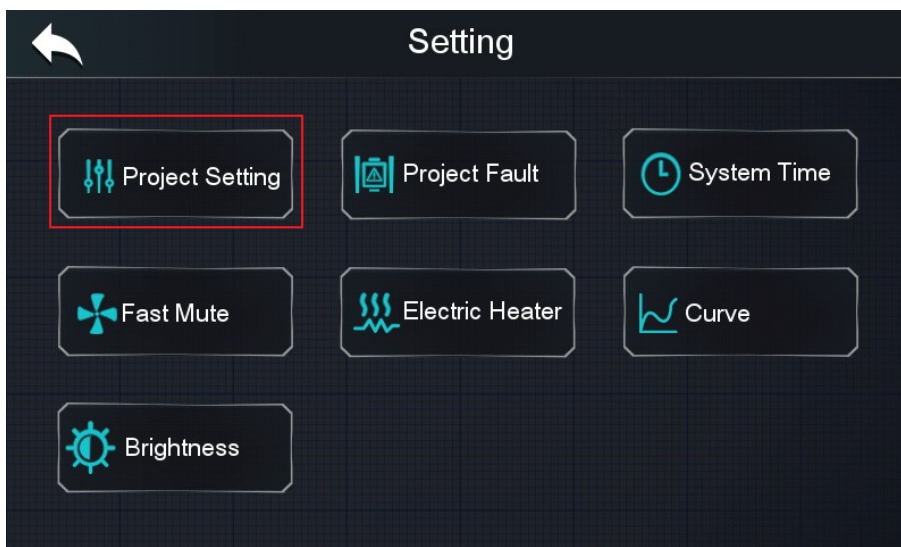 Setting
Project Setting
Project Fault
System Time
Fast Mute
Electric Heater
Curve
Brightness